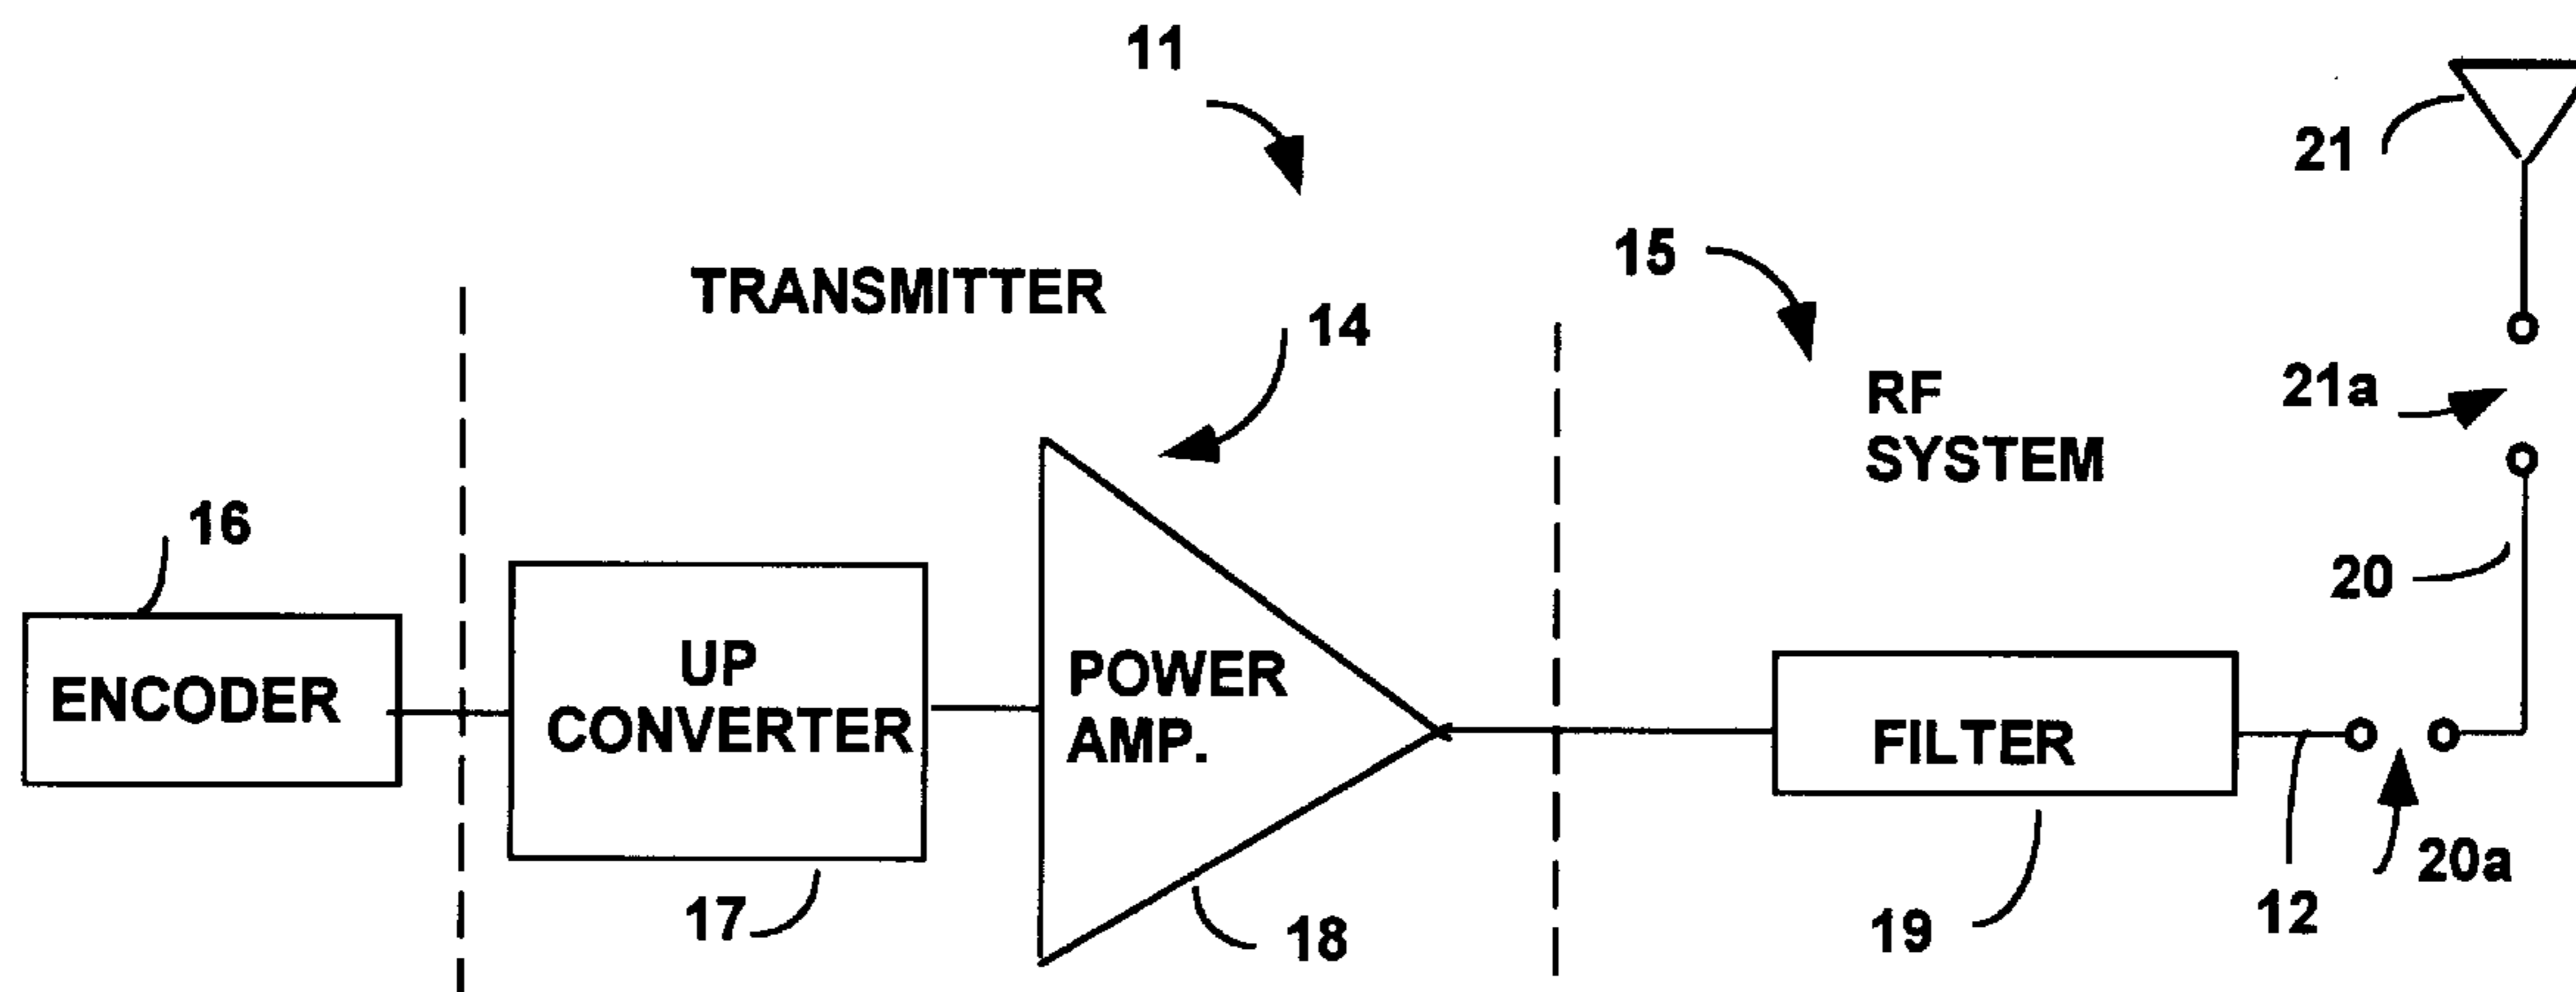 11
21
15
TRANSMITTER
14
21a
RF
SYSTEM
16
20
UP
CONVERTER
POWER
AMP.
ENCODER
FILTER
20a
17
18
19
12